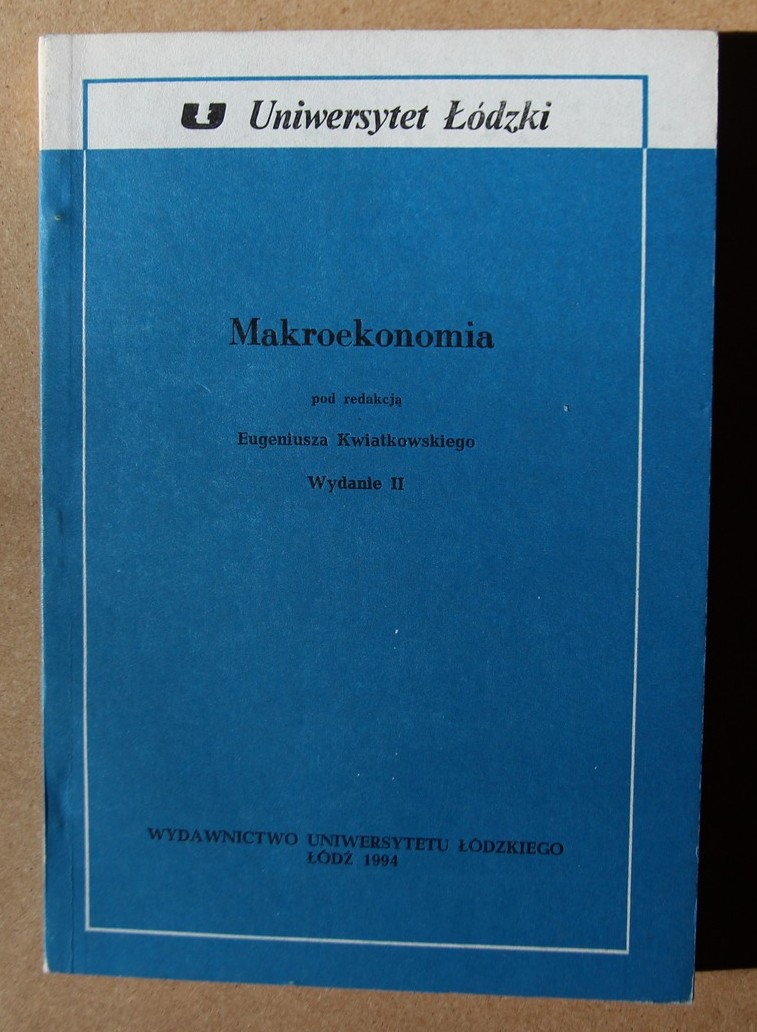 Uniwersytet Łódzki
Makroekonomia
pod redakcją
Eugeniusza Kwiatkowskiego
Wydanie II
WYDAWNICTWO UNIWERSYTETU ŁÓDZKIEGO
ŁÓDŹ 1994